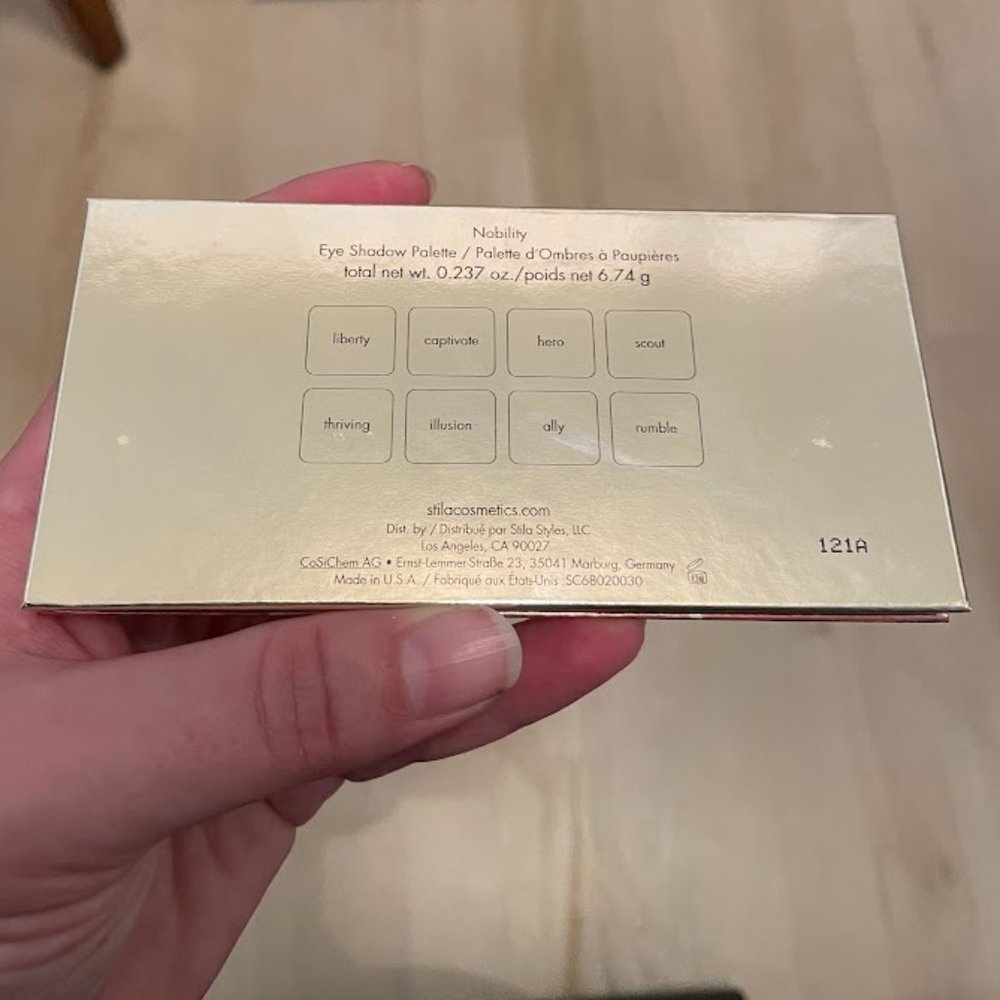 Nobility
Eye Shadow Palette / Palette d'Ombres à Paupières
total net wt. 0.237 oz./poids net 6.74 g
liberty captivate hero scout
thriving illusion ally rumble
stilacosmetics.com
Dist. by / Distribué par Stila Styles, LLC
Los Angeles, CA 90027
CoSiChem AG • Ernst-Lemmer-Straße 23, 35041 Marburg, Germany
Made in U.S.A. / Fabriqué aux États-Unis SC6B020030
121A